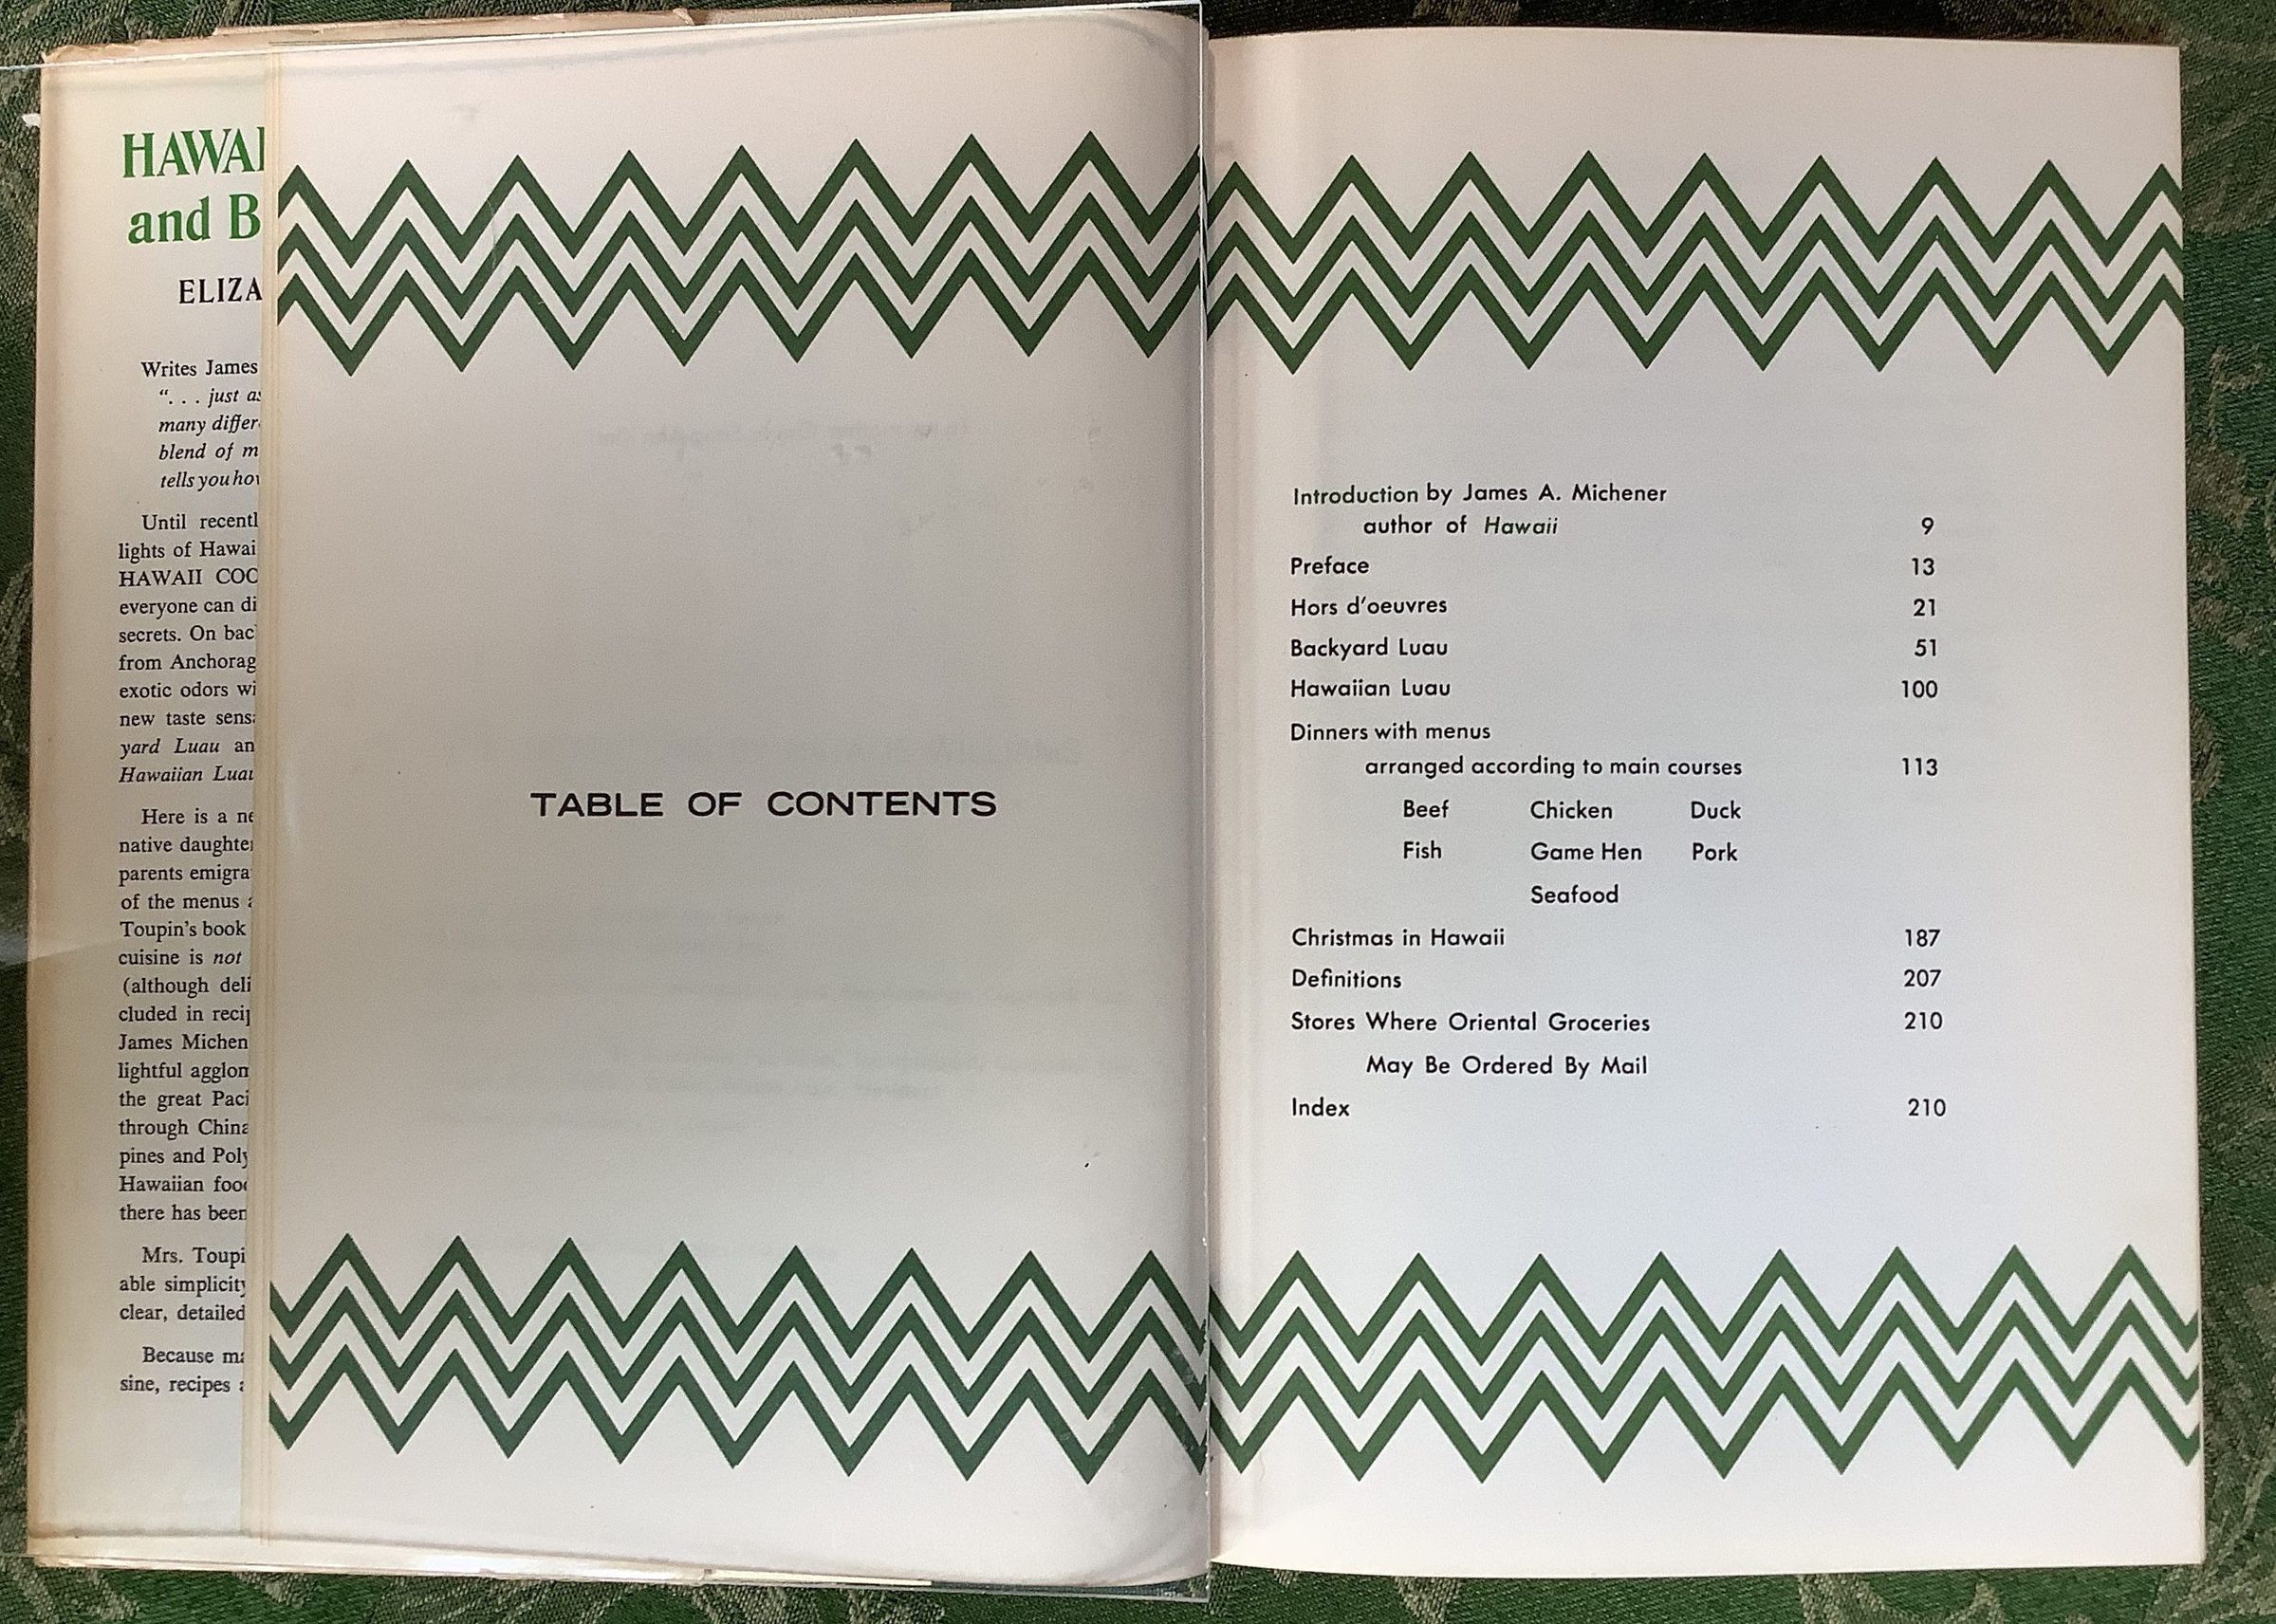 HAWAI
and B
ELIZA
Writes James
“. . . just as
many differ
blend of m
tells you how
Until recentl
lights of Hawai
HAWAII COO
everyone can di
secrets. On bac
from Anchorag
exotic odors wi
new taste sens
yard Luau an
Hawaiian Luau
Here is a ne
native daughter
parents emigra
of the menus a
Toupin’s book
cuisine is not
(although deli
cluded in recip
James Michen
lightful agglom
the great Paci
through China
pines and Poly
Hawaiian food
there has been
Mrs. Toupi
able simplicity
clear, detailed
Because ma
sine, recipes a
TABLE OF CONTENTS
Introduction by James A. Michener
author of Hawaii 9
Preface 13
Hors d’oeuvres 21
Backyard Luau 51
Hawaiian Luau 100
Dinners with menus
arranged according to main courses 113
Beef Chicken Duck
Fish Game Hen Pork
Seafood
Christmas in Hawaii 187
Definitions 207
Stores Where Oriental Groceries 210
May Be Ordered By Mail
Index 210